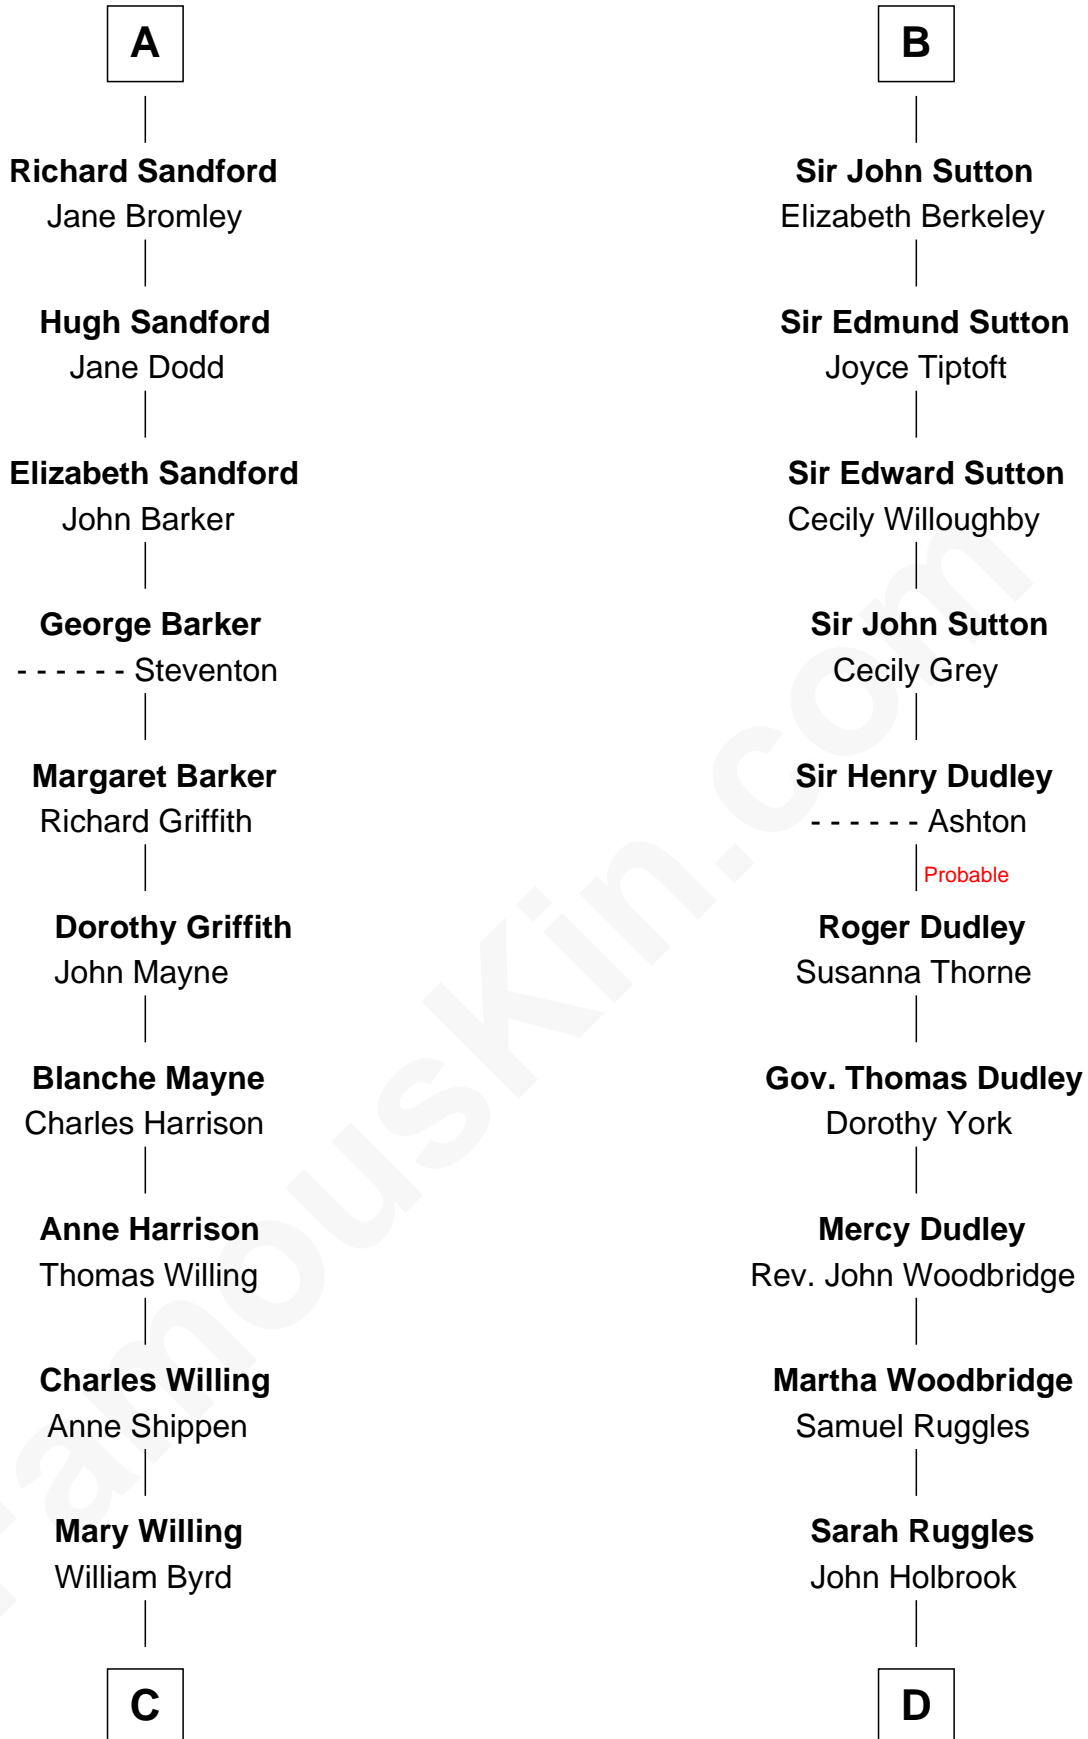 A
Richard Sandford
Jane Bromley
Hugh Sandford
Jane Dodd
Elizabeth Sandford
John Barker
George Barker
- - - - - - Steventon
Margaret Barker
Richard Griffith
Dorothy Griffith
John Mayne
Blanche Mayne
Charles Harrison
Anne Harrison
Thomas Willing
Charles Willing
Anne Shippen
Mary Willing
William Byrd
C
B
Sir John Sutton
Elizabeth Berkeley
Sir Edmund Sutton
Joyce Tiptoft
Sir Edward Sutton
Cecily Willoughby
Sir John Sutton
Cecily Grey
Sir Henry Dudley
- - - - - - Ashton
Probable
Roger Dudley
Susanna Thorne
Gov. Thomas Dudley
Dorothy York
Mercy Dudley
Rev. John Woodbridge
Martha Woodbridge
Samuel Ruggles
Sarah Ruggles
John Holbrook
D
FamousKin.com